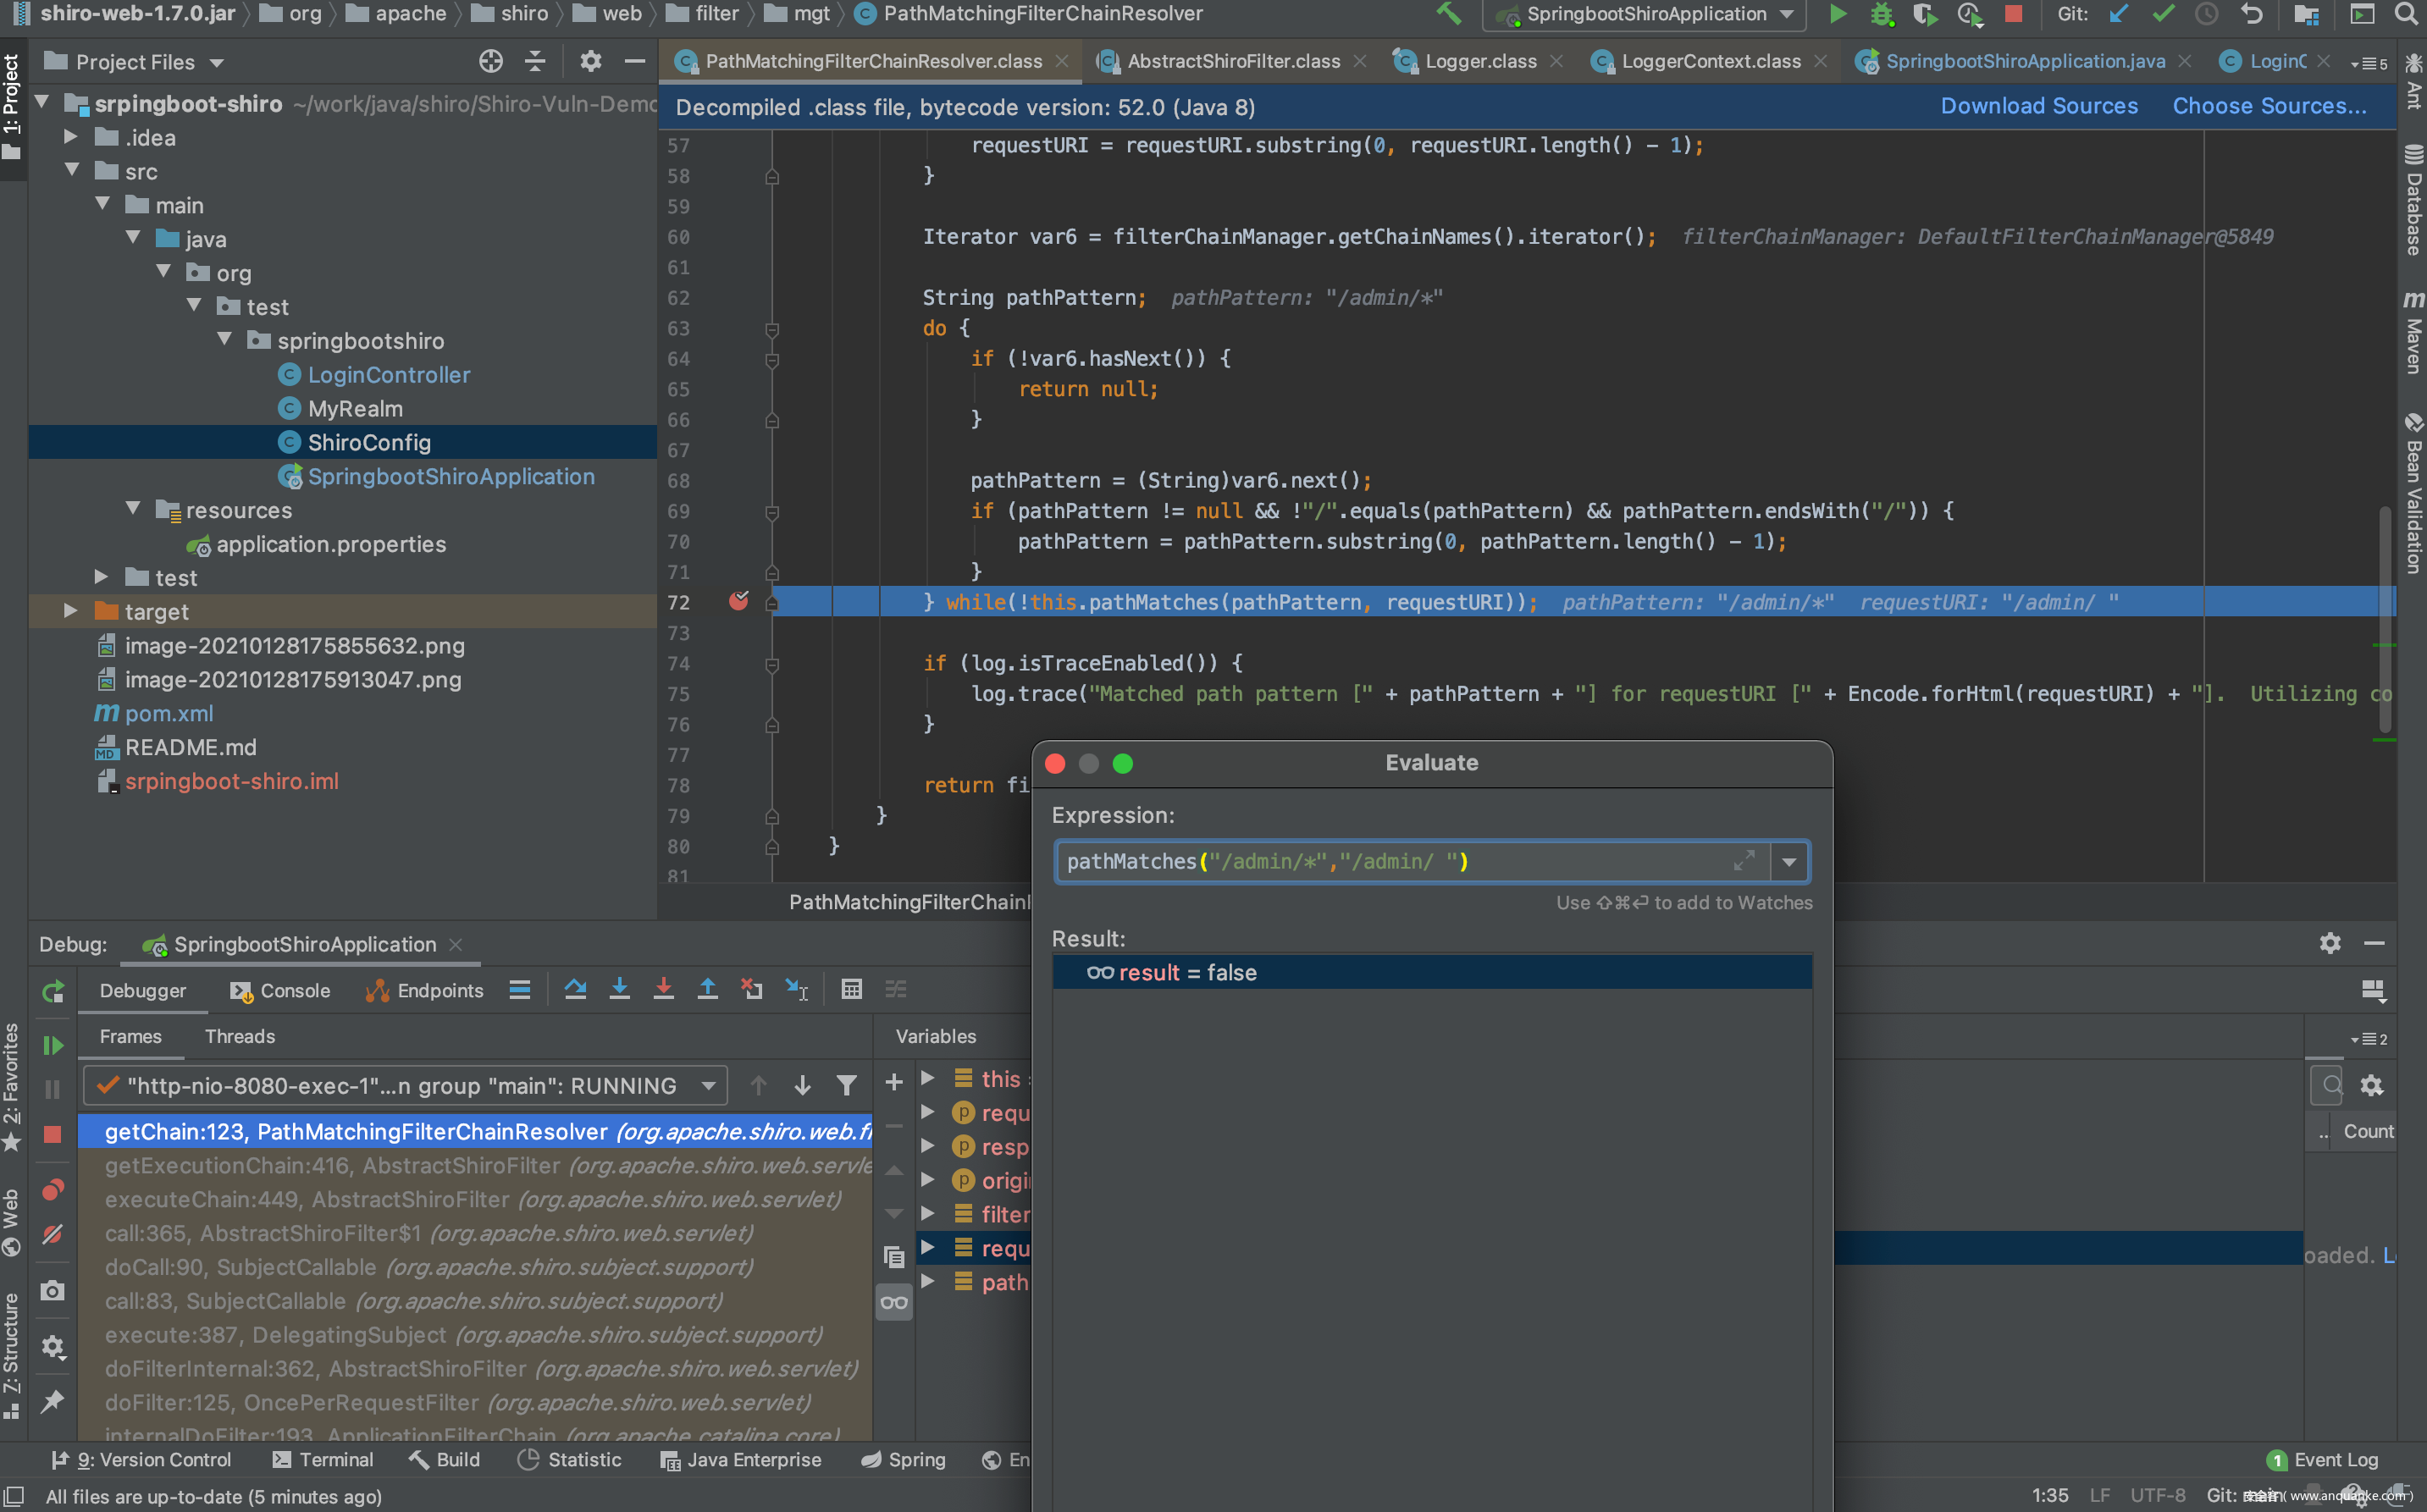 shiro-web-1.7.0.jar org apache shiro web filter mgt PathMatchingFilterChainResolver SpringbootShiroApplication Git:
Project Files
PathMatchingFilterChainResolver.class AbstractShiroFilter.class Logger.class LoggerContext.class SpringbootShiroApplication.java LoginC 5
Decompiled .class file, bytecode version: 52.0 (Java 8) Download Sources Choose Sources...
1: Project
srpingboot-shiro ~/work/java/shiro/Shiro-Vuln-Demo
.idea
src
main
java
org
test
springbootshiro
LoginController
MyRealm
ShiroConfig
SpringbootShiroApplication
resources
application.properties
test
target
image-20210128175855632.png
image-20210128175913047.png
pom.xml
README.md
srpingboot-shiro.iml
57 requestURI = requestURI.substring(0, requestURI.length() - 1);
58 }
59
60 Iterator var6 = filterChainManager.getChainNames().iterator(); filterChainManager: DefaultFilterChainManager@5849
61
62 String pathPattern; pathPattern: "/admin/*"
63 do {
64 if (!var6.hasNext()) {
65 return null;
66 }
67
68 pathPattern = (String)var6.next();
69 if (pathPattern != null && !"/".equals(pathPattern) && pathPattern.endsWith("/")) {
70 pathPattern = pathPattern.substring(0, pathPattern.length() - 1);
71 }
72 } while(!this.pathMatches(pathPattern, requestURI)); pathPattern: "/admin/*" requestURI: "/admin/ "
73
74 if (log.isTraceEnabled()) {
75 log.trace("Matched path pattern [" + pathPattern + "] for requestURI [" + Encode.forHtml(requestURI) + "].  Utilizing co
76 }
77
78 return fi
79 }
80 }
81
PathMatchingFilterChainR
Ant
Database
Maven
Bean Validation
Evaluate
Expression:
pathMatches("/admin/*","/admin/ ")
Use ⇧⌘↩ to add to Watches
Result:
result = false
Debug: SpringbootShiroApplication
Debugger Console Endpoints
Frames Threads Variables
2
"http-nio-8080-exec-1"...n group "main": RUNNING
getChain:123, PathMatchingFilterChainResolver (org.apache.shiro.web.fi
getExecutionChain:416, AbstractShiroFilter (org.apache.shiro.web.servle
executeChain:449, AbstractShiroFilter (org.apache.shiro.web.servlet)
call:365, AbstractShiroFilter$1 (org.apache.shiro.web.servlet)
doCall:90, SubjectCallable (org.apache.shiro.subject.support)
call:83, SubjectCallable (org.apache.shiro.subject.support)
execute:387, DelegatingSubject (org.apache.shiro.subject.support)
doFilterInternal:362, AbstractShiroFilter (org.apache.shiro.web.servlet)
doFilter:125, OncePerRequestFilter (org.apache.shiro.web.servlet)
internalDoFilter:193, ApplicationFilterChain (org.apache.catalina.core)
this
requ
resp
origi
filter
requ
path
.. Count
oaded. L
2: Favorites
Web
Z: Structure
9: Version Control Terminal Build Statistic Java Enterprise Spring En 1 Event Log
All files are up-to-date (5 minutes ago) 1:35 LF UTF-8 Git: main
安全客 ( www.anquanke.com )